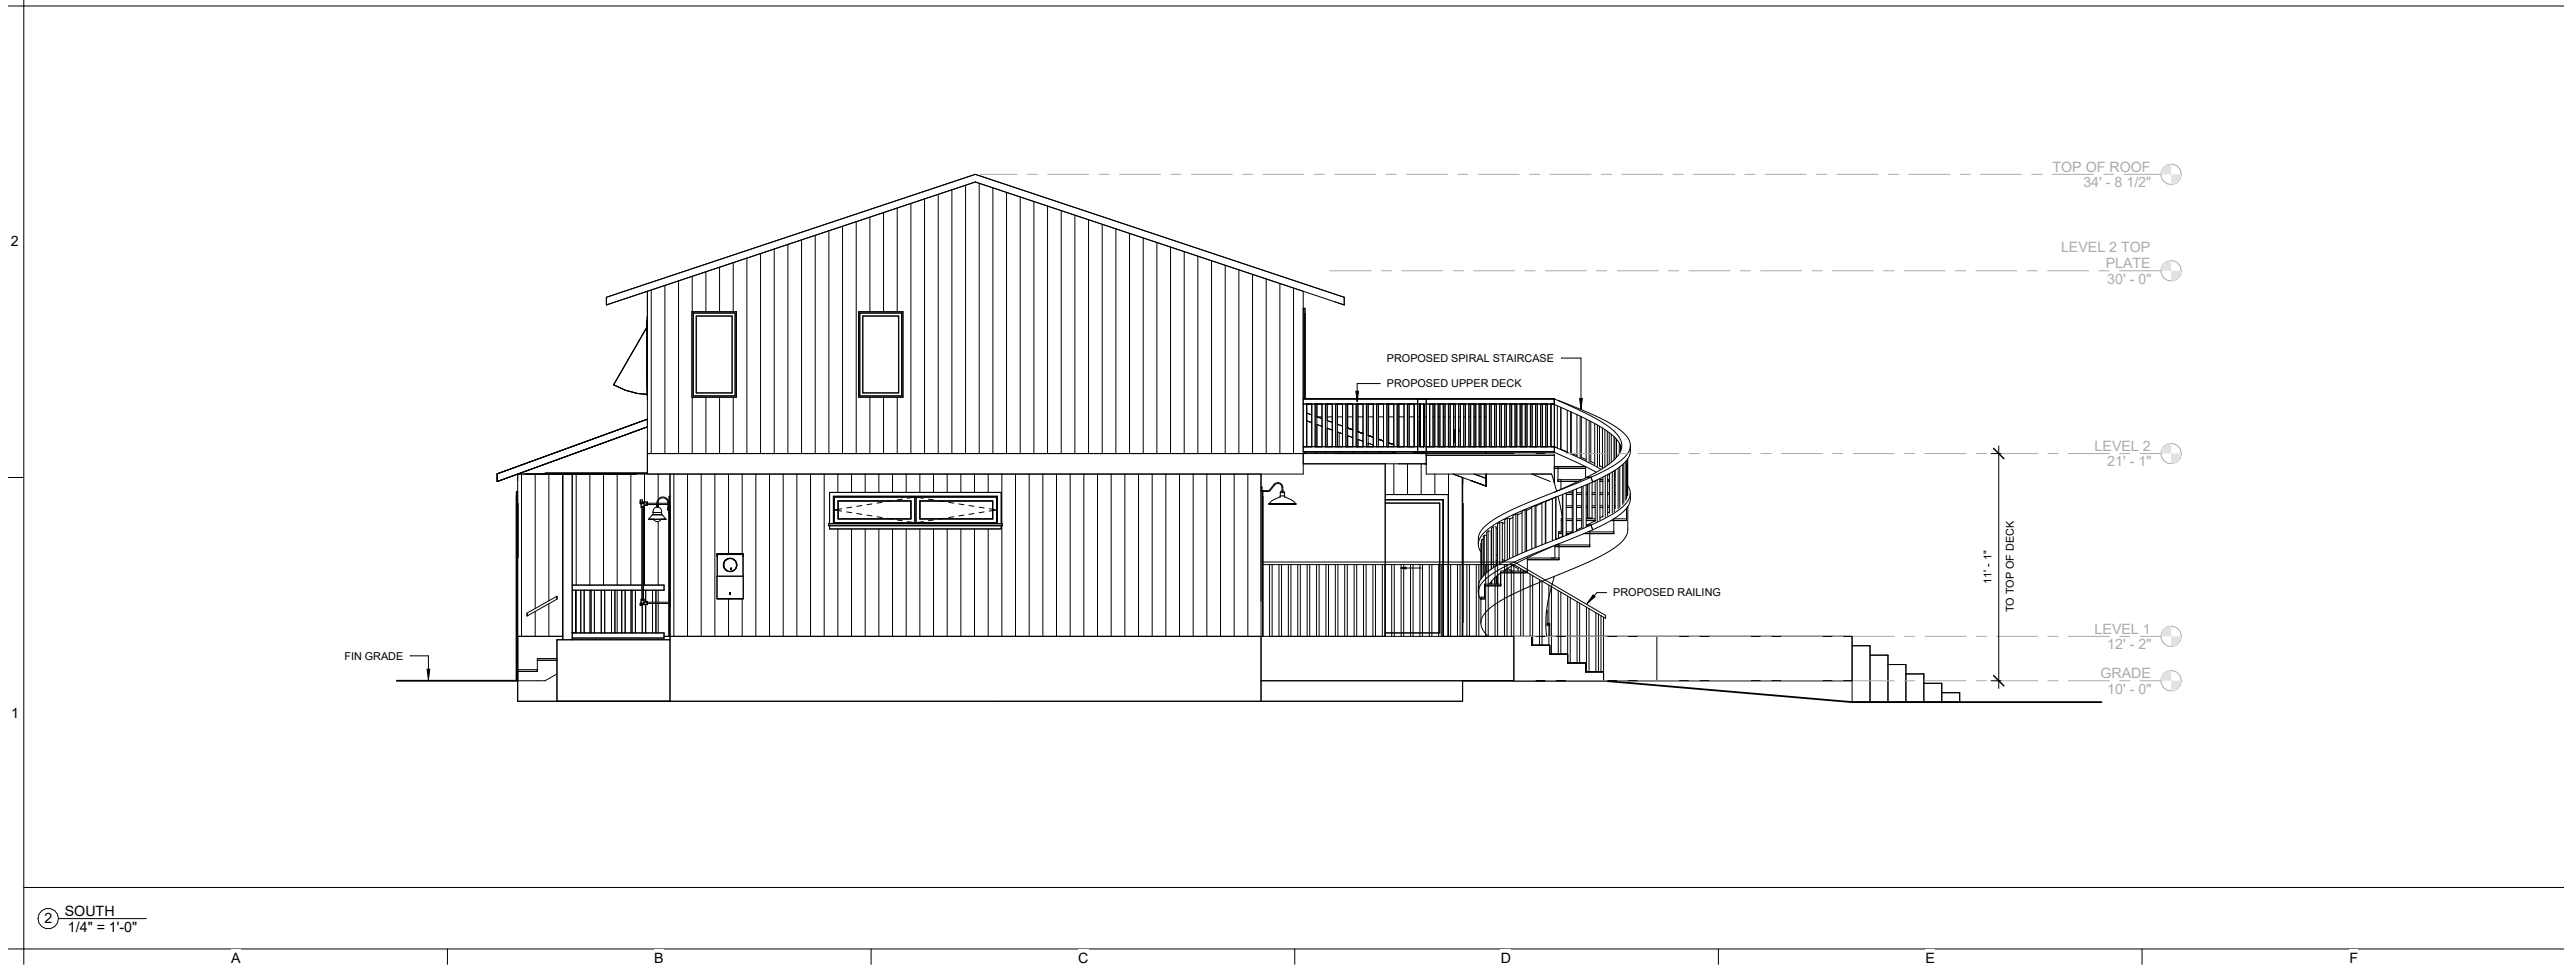 TOP OF ROOF
34' - 8 1/2"
2
LEVEL 2 TOP
PLATE
30' - 0"
PROPOSED SPIRAL STAIRCASE
PROPOSED UPPER DECK
LEVEL 2
21' - 1"
11' - 1"
TO TOP OF DECK
PROPOSED RAILING
LEVEL 1
12' - 2"
FIN GRADE
GRADE
10' - 0"
1
2 SOUTH
1/4" = 1'-0"
A B C D E F